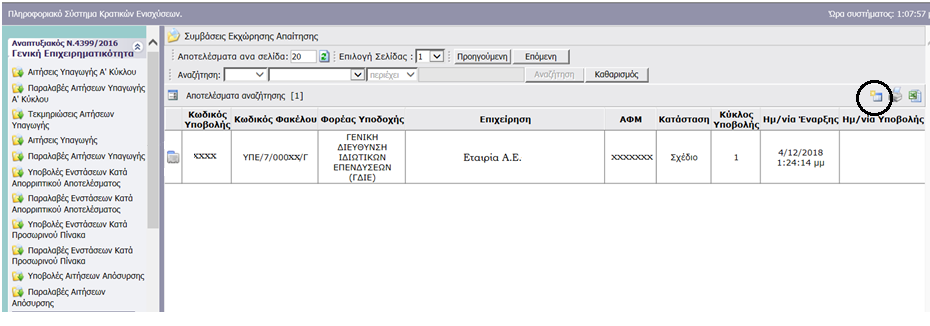 Πληροφοριακό Σύστημα Κρατικών Ενισχύσεων.
Ώρα συστήματος: 1:07:57
Αναπτυξιακός Ν.4399/2016
Γενική Επιχειρηματικότητα
Αιτήσεις Υπαγωγής Α' Κύκλου
Παραλαβές Αιτήσεων Υπαγωγής
Α' Κύκλου
Τεκμηριώσεις Αιτήσεων
Υπαγωγής
Αιτήσεις Υπαγωγής
Παραλαβές Αιτήσεων Υπαγωγής
Υποβολές Ενστάσεων Κατά
Απορριπτικού Αποτελέσματος
Παραλαβές Ενστάσεων Κατά
Απορριπτικού Αποτελέσματος
Υποβολές Ενστάσεων Κατά
Προσωρινού Πίνακα
Παραλαβές Ενστάσεων Κατά
Προσωρινού Πίνακα
Υποβολές Αιτήσεων Απόσυρσης
Παραλαβές Αιτήσεων
Απόσυρσης
Συμβάσεις Εκχώρησης Απαίτησης
Αποτελέσματα ανα σελίδα: 20 Επιλογή Σελίδας : 1 Προηγούμενη Επόμενη
Αναζήτηση: περιέχει Αναζήτηση Καθαρισμός
Αποτελέσματα αναζήτησης [1]
Κωδικός Υποβολής Κωδικός Φακέλου Φορέας Υποδοχής Επιχείρηση ΑΦΜ Κατάσταση Κύκλος Υποβολής Ημ/νία Έναρξης Ημ/νία Υποβολής
xxxx ΥΠΕ/7/000xx/Γ ΓΕΝΙΚΗ ΔΙΕΥΘΥΝΣΗ ΙΔΙΩΤΙΚΩΝ ΕΠΕΝΔΥΣΕΩΝ (ΓΔΙΕ) Εταιρία Α.Ε. xxxxxxx Σχέδιο 1 4/12/2018 1:24:14 μμ